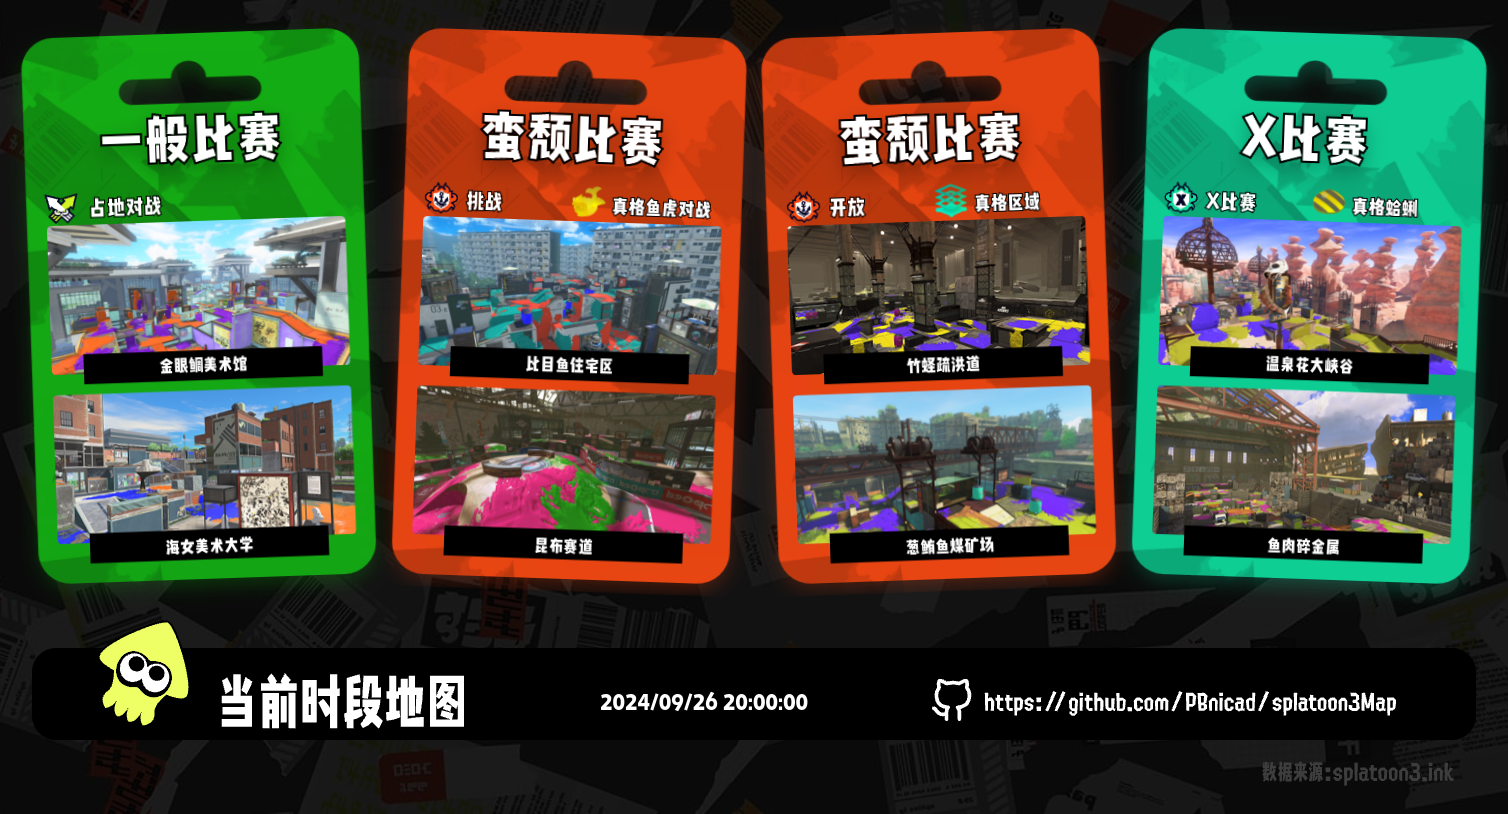 一般比赛
占地对战
金眼鲷美术馆
海女美术大学
蛮颓比赛
挑战
真格鱼虎对战
比目鱼住宅区
昆布赛道
蛮颓比赛
开放
真格区域
竹蛏疏洪道
葱鲔鱼煤矿场
X比赛
X比赛
真格蛤蜊
温泉花大峡谷
鱼肉碎金属
当前时段地图
2024/09/26 20:00:00
https://github.com/PBnicad/splatoon3Map
数据来源:splatoon3.ink